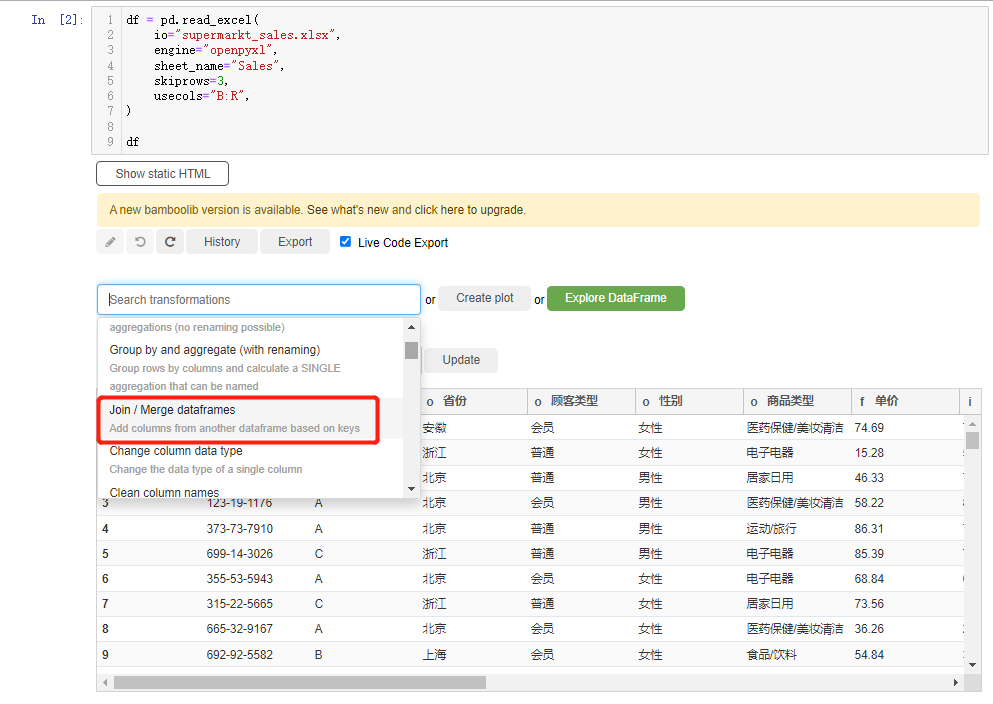 In [2]:
1 df = pd.read_excel(
2 io="supermarkt_sales.xlsx",
3 engine="openpyxl",
4 sheet_name="Sales",
5 skiprows=3,
6 usecols="B:R",
7 )
8
9 df
Show static HTML
A new bamboolib version is available. See what's new and click here to upgrade.
History Export Live Code Export
Search transformations or Create plot or Explore DataFrame
aggregations (no renaming possible)
Group by and aggregate (with renaming)
Group rows by columns and calculate a SINGLE
aggregation that can be named
Join / Merge dataframes
Add columns from another dataframe based on keys
Change column data type
Change the data type of a single column
Clean column names
Update
o 省份 o 顾客类型 o 性别 o 商品类型 f 单价 i
安徽 会员 女性 医药保健/美妆清洁 74.69
浙江 普通 女性 电子电器 15.28
北京 普通 男性 居家日用 46.33
3 123-19-1176 A 北京 会员 男性 医药保健/美妆清洁 58.22
4 373-73-7910 A 北京 普通 男性 运动/旅行 86.31
5 699-14-3026 C 浙江 普通 男性 电子电器 85.39
6 355-53-5943 A 北京 会员 女性 电子电器 68.84
7 315-22-5665 C 浙江 普通 女性 居家日用 73.56
8 665-32-9167 A 北京 会员 女性 医药保健/美妆清洁 36.26
9 692-92-5582 B 上海 会员 女性 食品/饮料 54.84